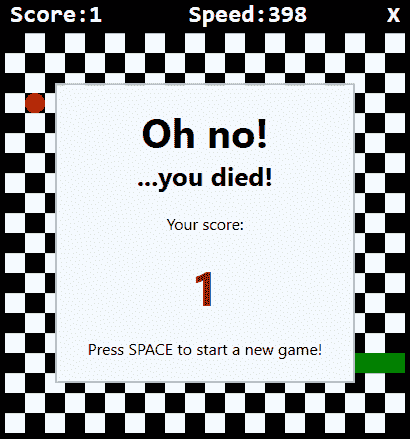 Score:1 Speed:398 X
Oh no!
...you died!
Your score:
1
Press SPACE to start a new game!